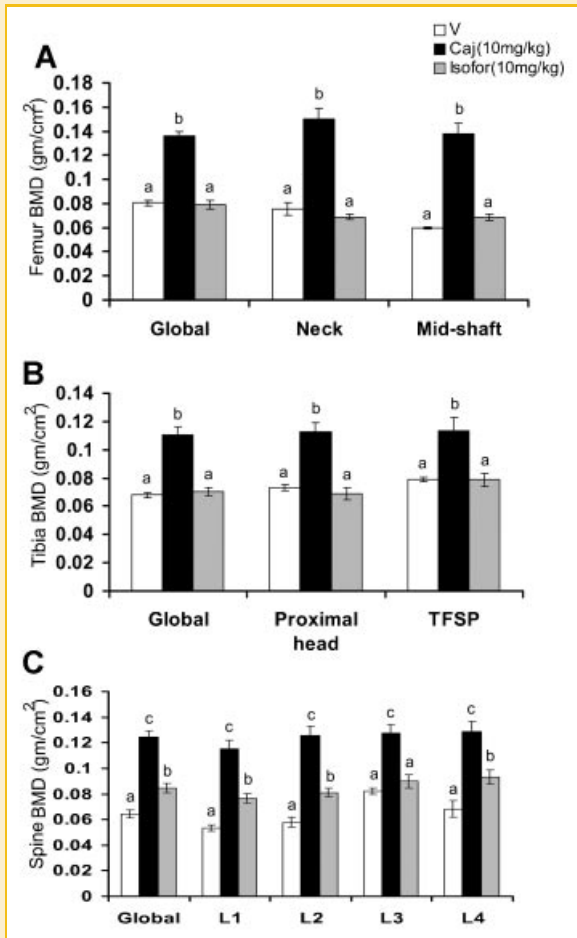 V
Caj(10mg/kg)
Isofor(10mg/kg)
A
Femur BMD (gm/cm²)
0.18
0.16
0.14
0.12
0.1
0.08
0.06
0.04
0.02
0
a b a
a b a
a b a
Global Neck Mid-shaft
B
Tibia BMD (gm/cm²)
0.14
0.12
0.1
0.08
0.06
0.04
0.02
0
a b a
a b a
a b a
Global Proximal head TFSP
C
Spine BMD (gm/cm²)
0.16
0.14
0.12
0.1
0.08
0.06
0.04
0.02
0
a c b
a c b
a c b
a c a
a c b
Global L1 L2 L3 L4